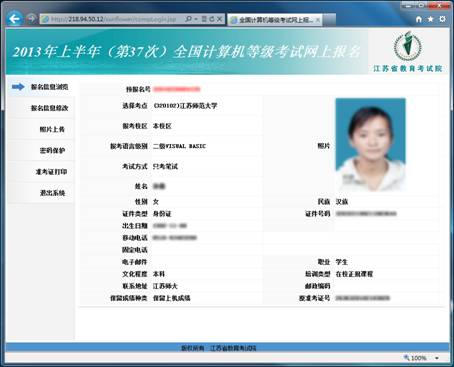 http://218.94.50.12/sunflower/compLogin.jsp
全国计算机等级考试网上报...
2013年上半年（第37次）全国计算机等级考试网上报名
江苏省教育考试院
报名信息浏览
报名信息修改
照片上传
密码保护
准考证打印
退出系统
预报名号
选择考点 (320102)江苏师范大学
报考校区 本校区
报考语言级别 二级VISUAL BASIC
照片
考试方式 只考笔试
姓名
性别 女 民族 汉族
证件类型 身份证 证件号码
出生日期
移动电话
固定电话
电子邮件 职业 学生
文化程度 本科 培训类型 在校正规课程
联系地址 江苏师大 邮政编码
保留成绩种类 保留上机成绩 原准考证号
版权所有 江苏省教育考试院
100%